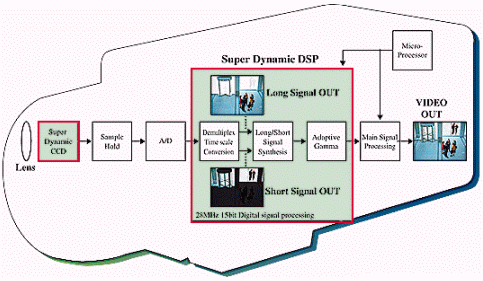 Super Dynamic DSP
Micro-
Processor
Long Signal OUT
VIDEO
OUT
Super
Dynamic
CCD
Sample
Hold
A/D
Demultiplex
Time scale
Conversion
Long/Short
Signal
Synthesis
Adoptive
Gamma
Main Signal
Processing
Lens
Short Signal OUT
28MHz 15bit Digital signal processing